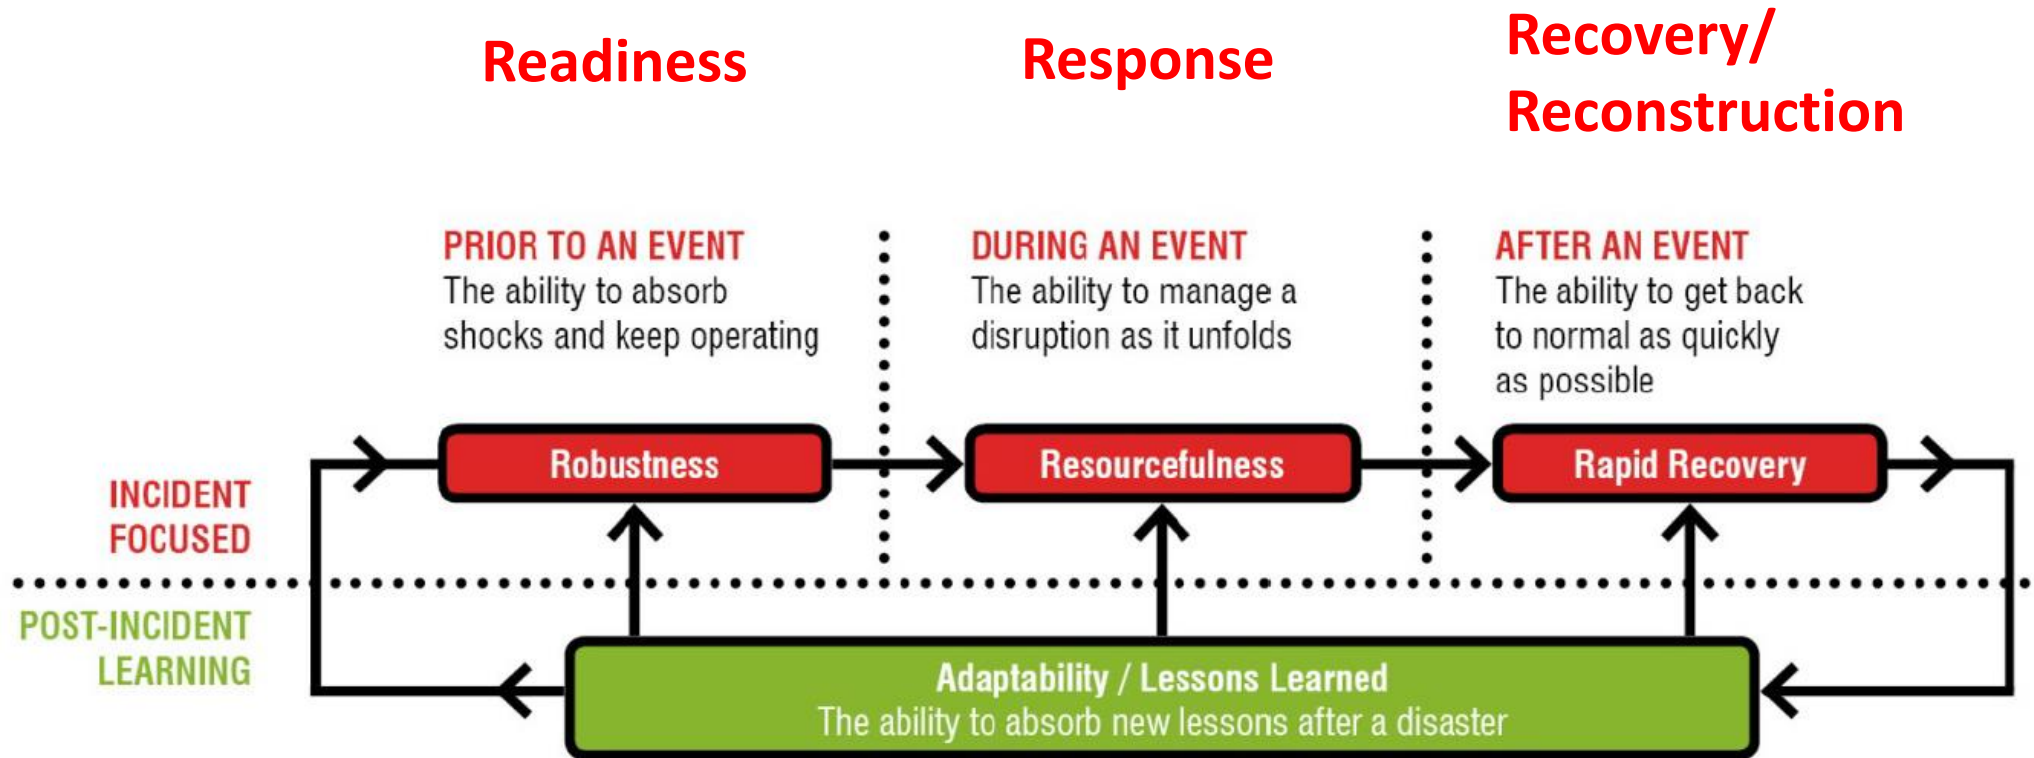 Readiness
Response
Recovery/
Reconstruction
PRIOR TO AN EVENT
The ability to absorb
shocks and keep operating
DURING AN EVENT
The ability to manage a
disruption as it unfolds
AFTER AN EVENT
The ability to get back
to normal as quickly
as possible
INCIDENT
FOCUSED
Robustness
Resourcefulness
Rapid Recovery
POST-INCIDENT
LEARNING
Adaptability / Lessons Learned
The ability to absorb new lessons after a disaster